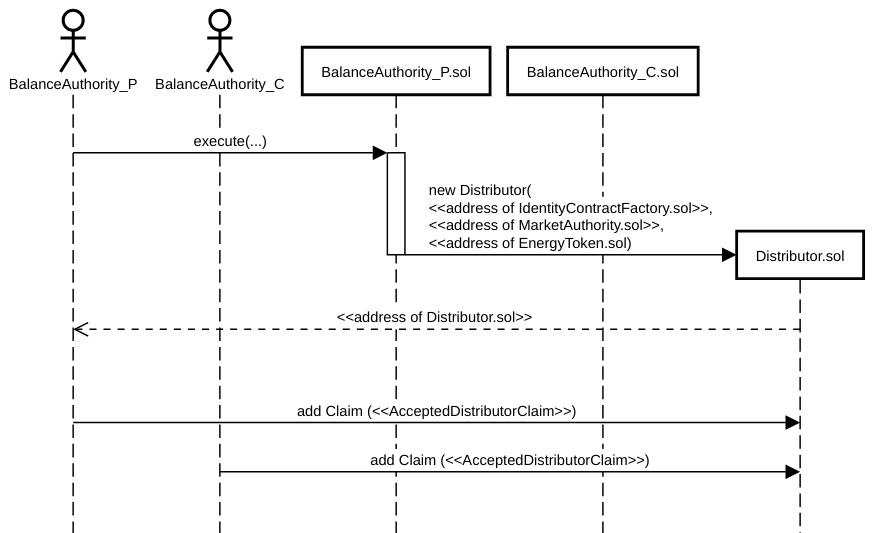 BalanceAuthority_P
BalanceAuthority_C
BalanceAuthority_P.sol
BalanceAuthority_C.sol
execute(...)
new Distributor(
<<address of IdentityContractFactory.sol>>,
<<address of MarketAuthority.sol>>,
<<address of EnergyToken.sol)
Distributor.sol
<<address of Distributor.sol>>
add Claim (<<AcceptedDistributorClaim>>)
add Claim (<<AcceptedDistributorClaim>>)